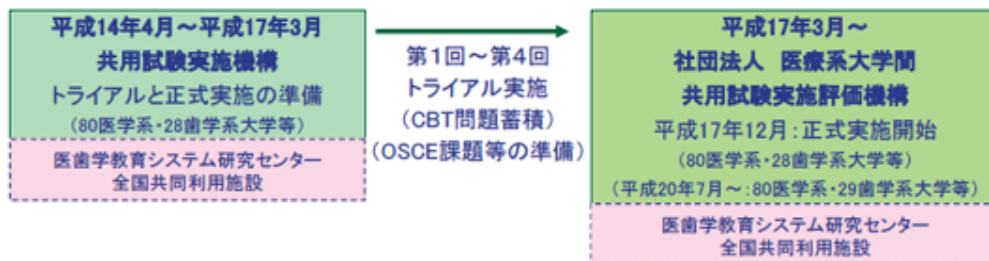 平成14年4月～平成17年3月
共用試験実施機構
トライアルと正式実施の準備
(80医学系・28歯学系大学等)
医歯学教育システム研究センター
全国共同利用施設
第1回～第4回
トライアル実施
(CBT問題蓄積)
(OSCE課題等の準備)
平成17年3月～
社団法人 医療系大学間
共用試験実施評価機構
平成17年12月：正式実施開始
(80医学系・28歯学系大学等)
(平成20年7月～：80医学系・29歯学系大学等)
医歯学教育システム研究センター
全国共同利用施設